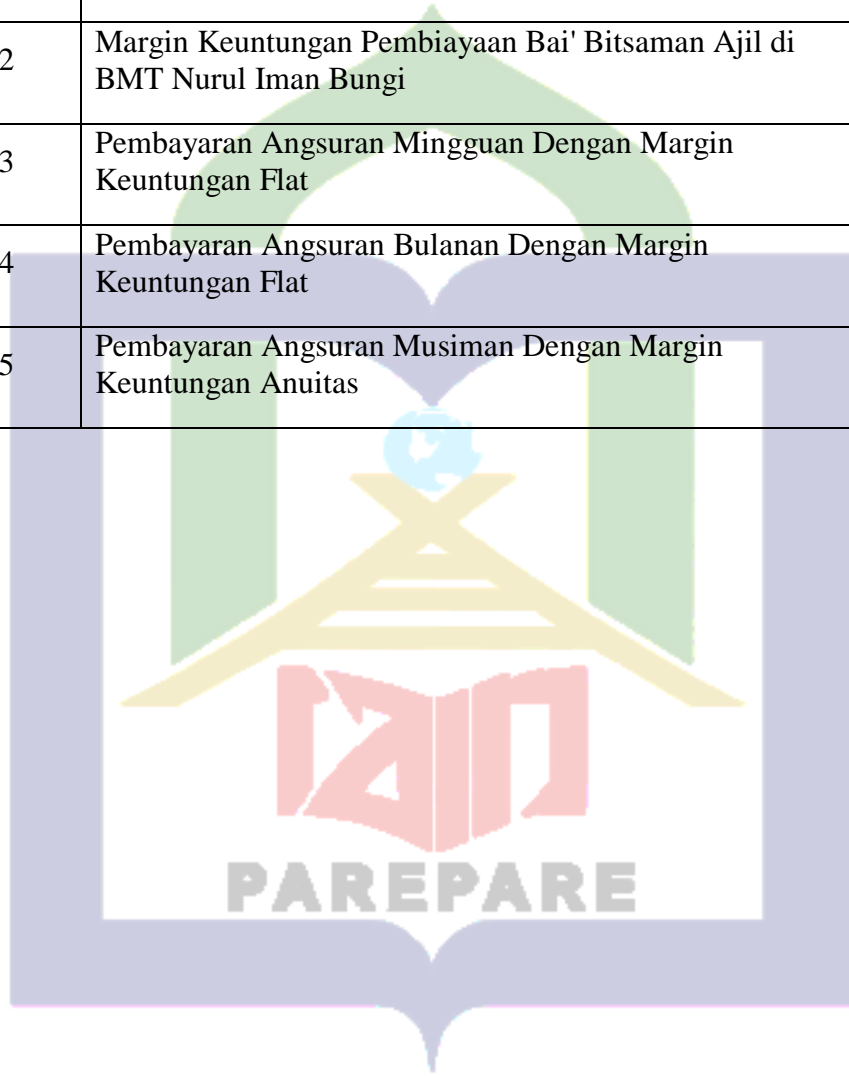 2
Margin Keuntungan Pembiayaan Bai' Bitsaman Ajil di
BMT Nurul Iman Bungi
3
Pembayaran Angsuran Mingguan Dengan Margin
Keuntungan Flat
4
Pembayaran Angsuran Bulanan Dengan Margin
Keuntungan Flat
5
Pembayaran Angsuran Musiman Dengan Margin
Keuntungan Anuitas
iain
PAREPARE